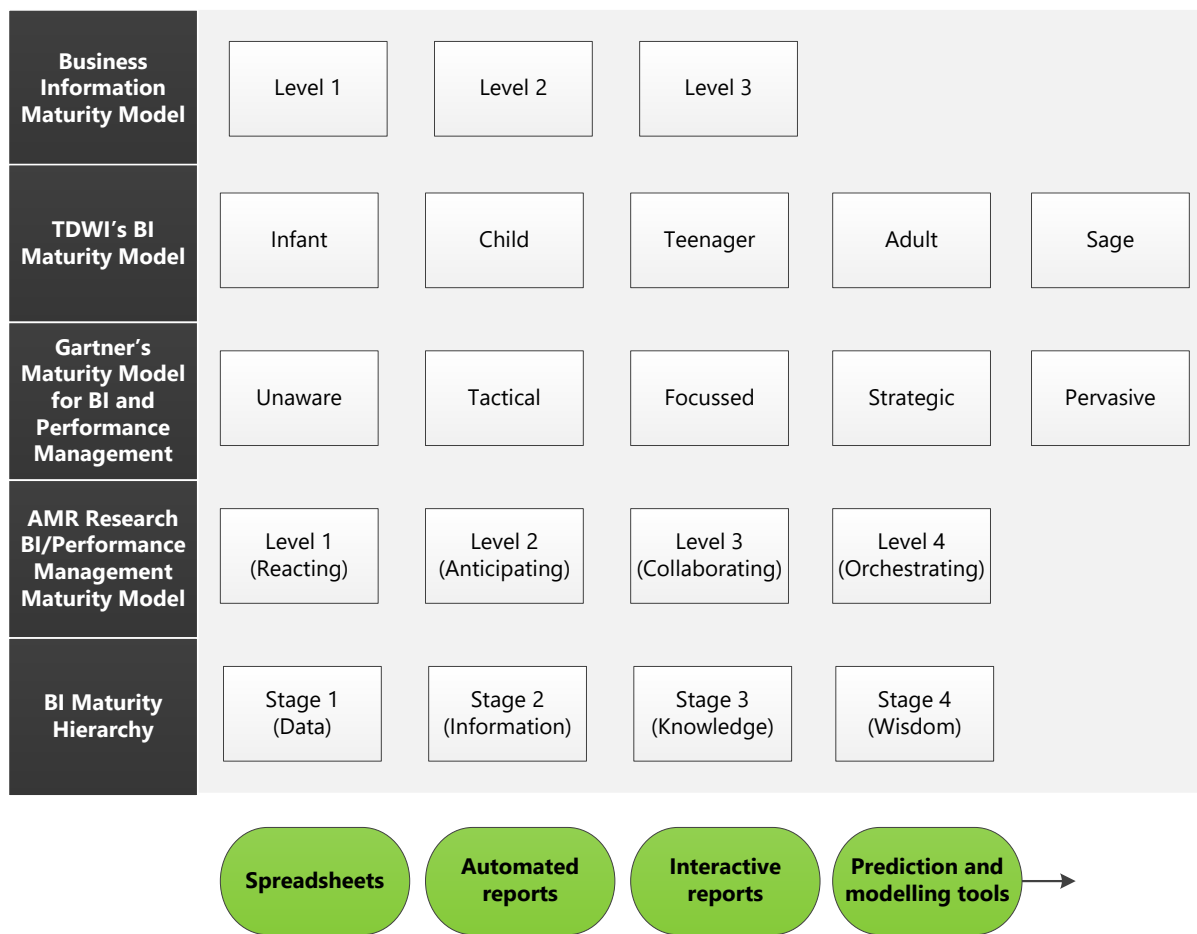 Business
Information
Maturity Model
Level 1
Level 2
Level 3
TDWI’s BI
Maturity Model
Infant
Child
Teenager
Adult
Sage
Gartner’s
Maturity Model
for BI and
Performance
Management
Unaware
Tactical
Focussed
Strategic
Pervasive
AMR Research
BI/Performance
Management
Maturity Model
Level 1
(Reacting)
Level 2
(Anticipating)
Level 3
(Collaborating)
Level 4
(Orchestrating)
BI Maturity
Hierarchy
Stage 1
(Data)
Stage 2
(Information)
Stage 3
(Knowledge)
Stage 4
(Wisdom)
Spreadsheets
Automated
reports
Interactive
reports
Prediction and
modelling tools